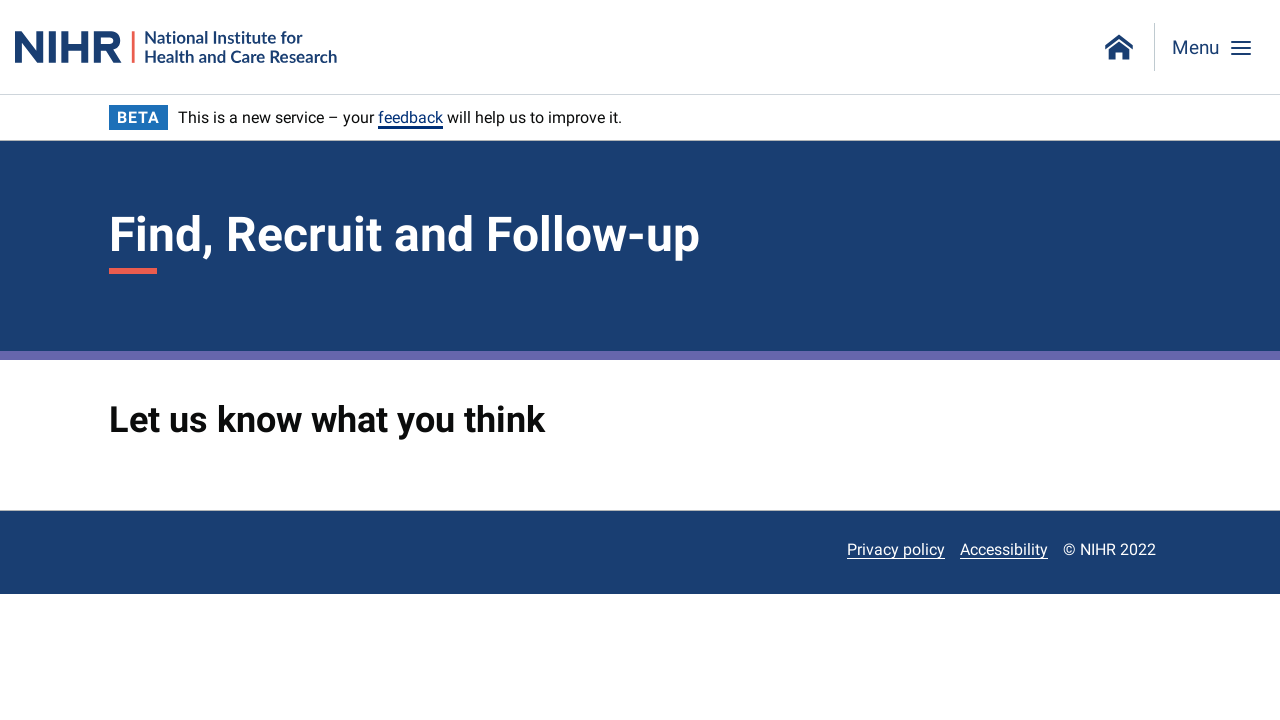 NIHR | National Institute for
Health and Care Research
Menu
BETA This is a new service – your feedback will help us to improve it.
Find, Recruit and Follow-up
Let us know what you think
Privacy policy Accessibility © NIHR 2022